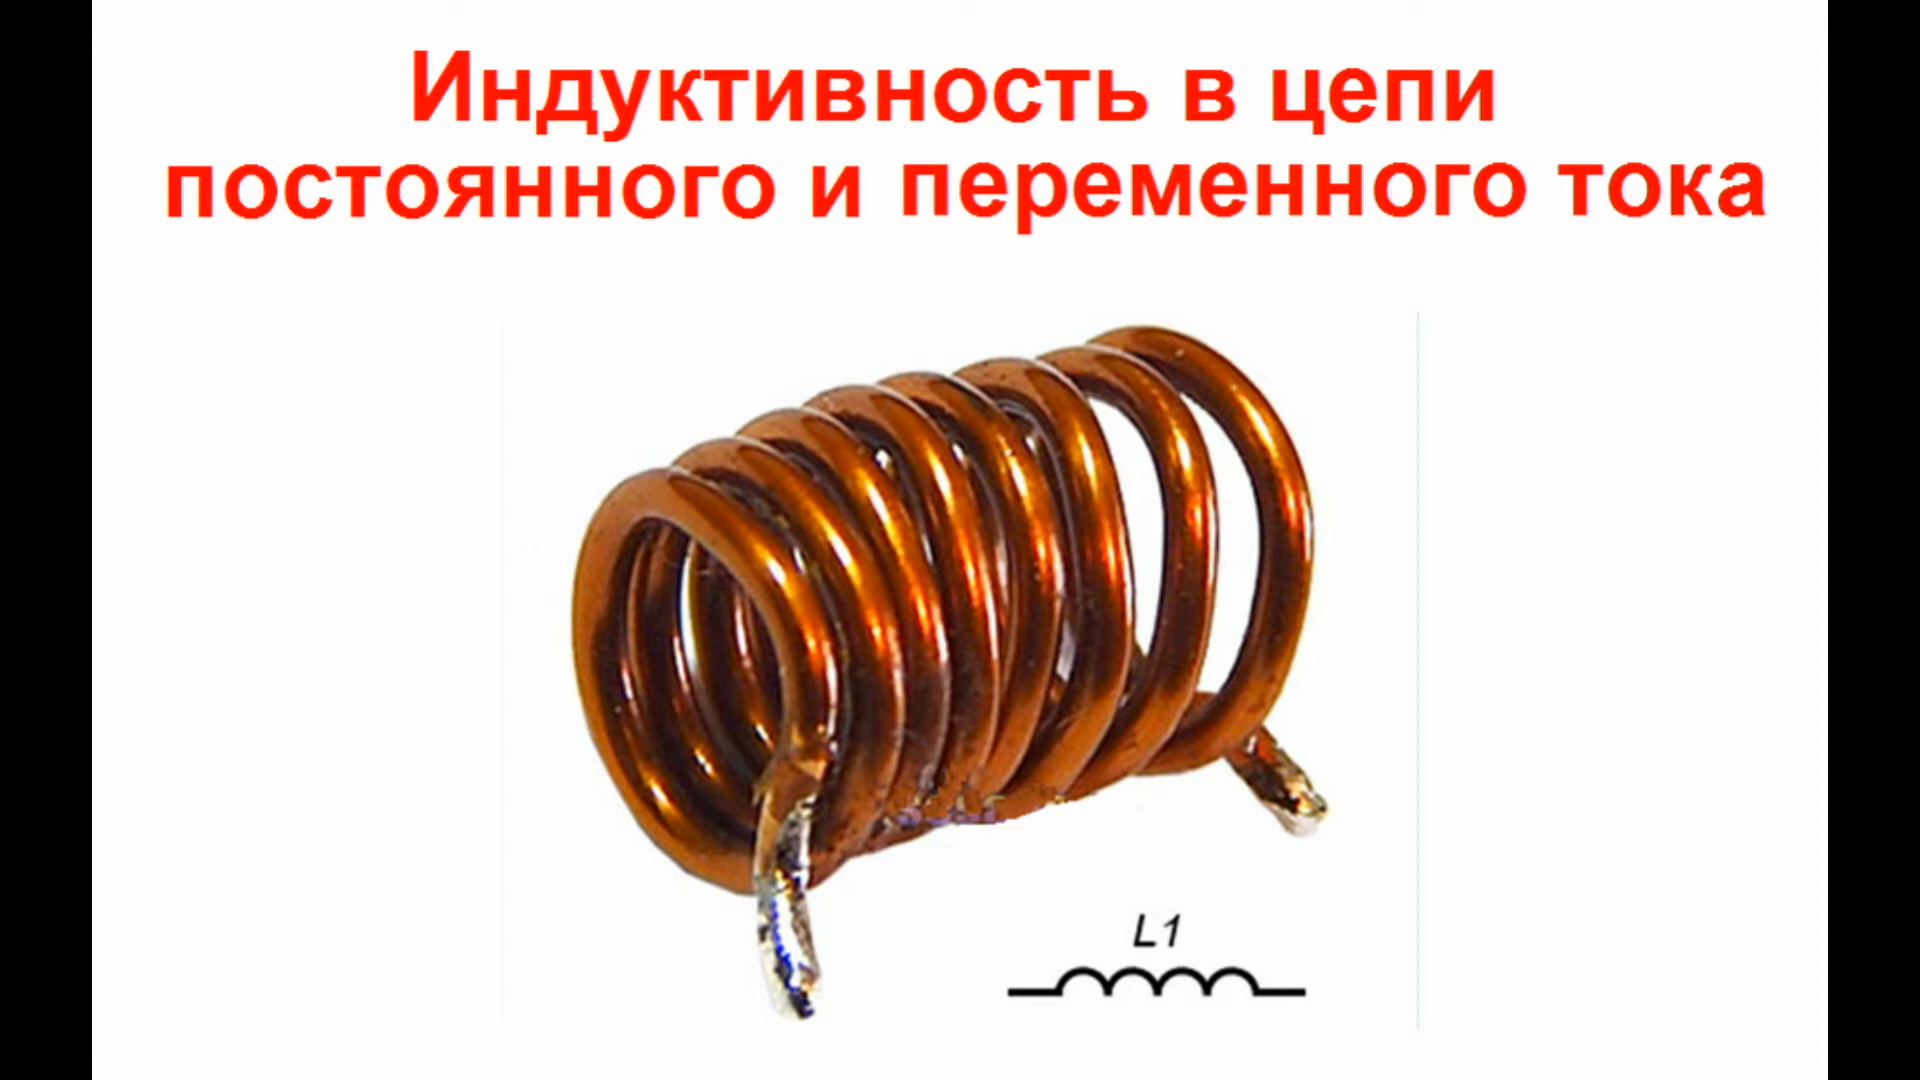 Индуктивность в цепи
постоянного и переменного тока
L1